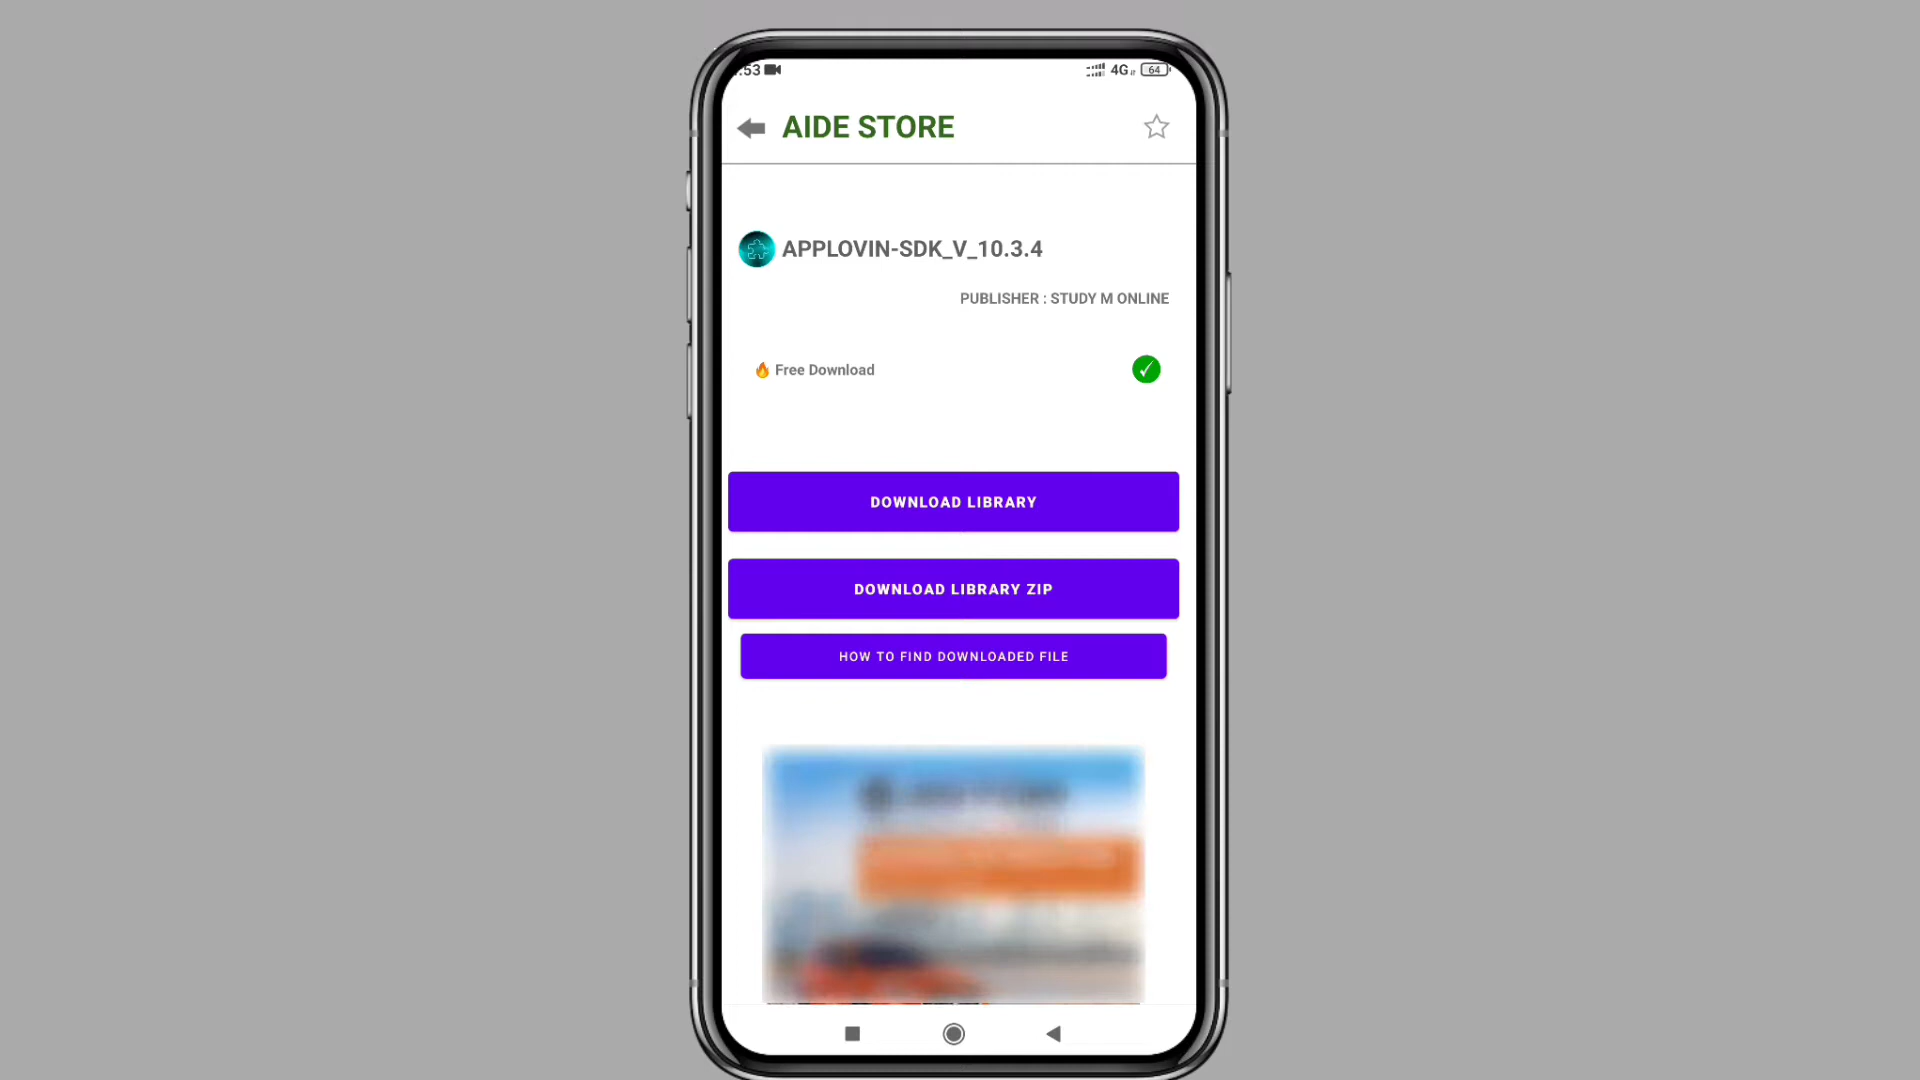 :53
4G
64
AIDE STORE
APPLOVIN-SDK_V_10.3.4
PUBLISHER : STUDY M ONLINE
🔥 Free Download
DOWNLOAD LIBRARY
DOWNLOAD LIBRARY ZIP
HOW TO FIND DOWNLOADED FILE